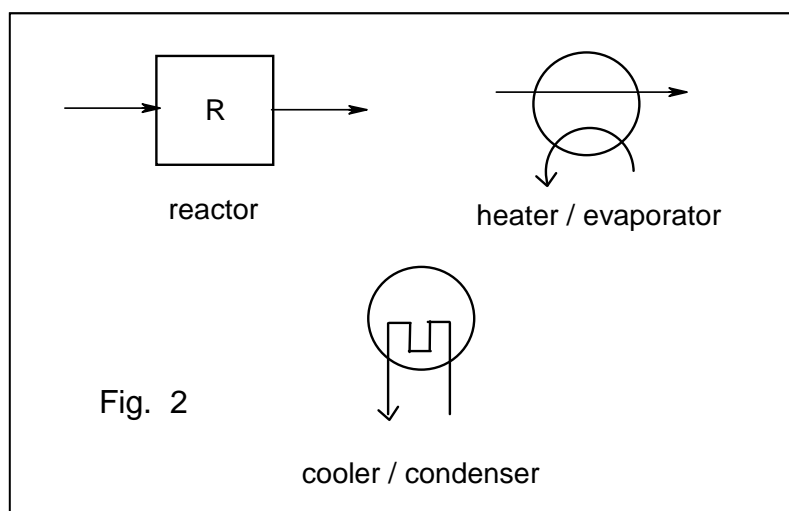 R
reactor
heater / evaporator
Fig. 2
cooler / condenser